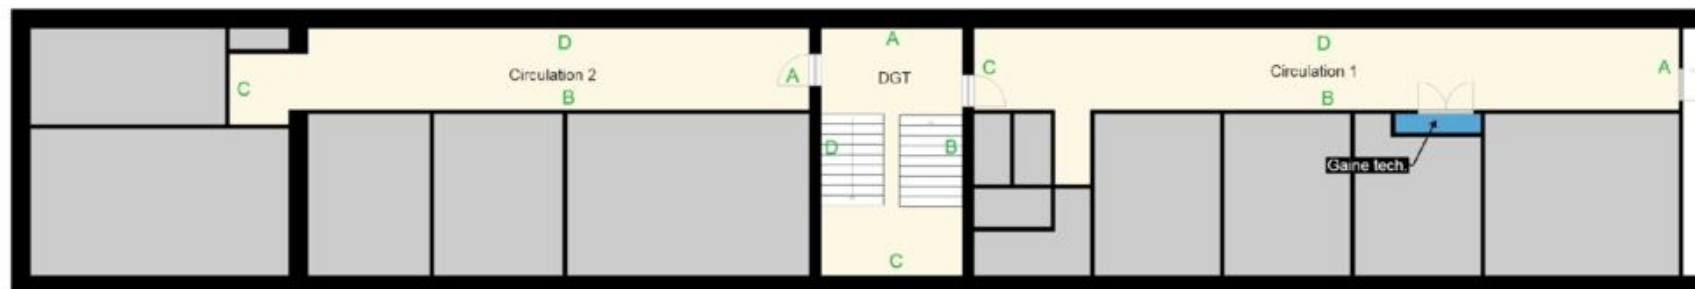 D
A
D
Circulation 2
A
DGT
C
Circulation 1
A
C
B
B
D
B
Gaine tech.
C